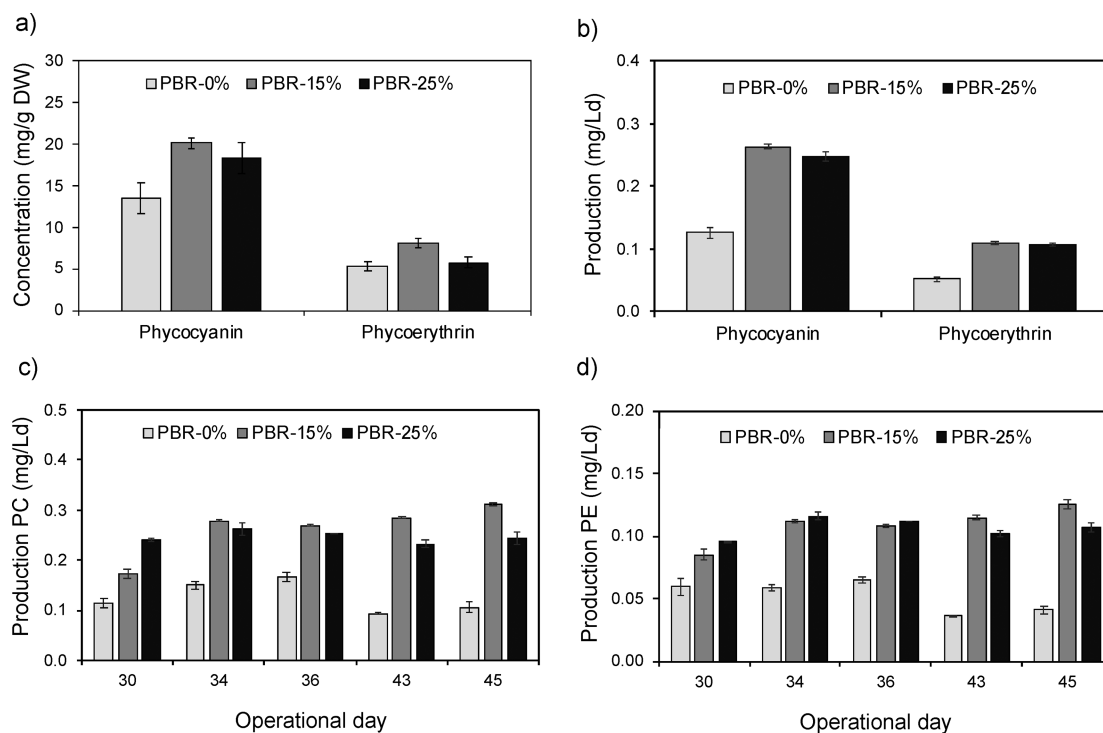 a)
Concentration (mg/g DW)
30
25
20
15
10
5
0
PBR-0% PBR-15% PBR-25%
Phycocyanin Phycoerythrin
b)
Production (mg/Ld)
0.4
0.3
0.2
0.1
0.0
PBR-0% PBR-15% PBR-25%
Phycocyanin Phycoerythrin
c)
Production PC (mg/Ld)
0.5
0.4
0.3
0.2
0.1
0.0
PBR-0% PBR-15% PBR-25%
30 34 36 43 45
Operational day
d)
Production PE (mg/Ld)
0.20
0.15
0.10
0.05
0.00
PBR-0% PBR-15% PBR-25%
30 34 36 43 45
Operational day